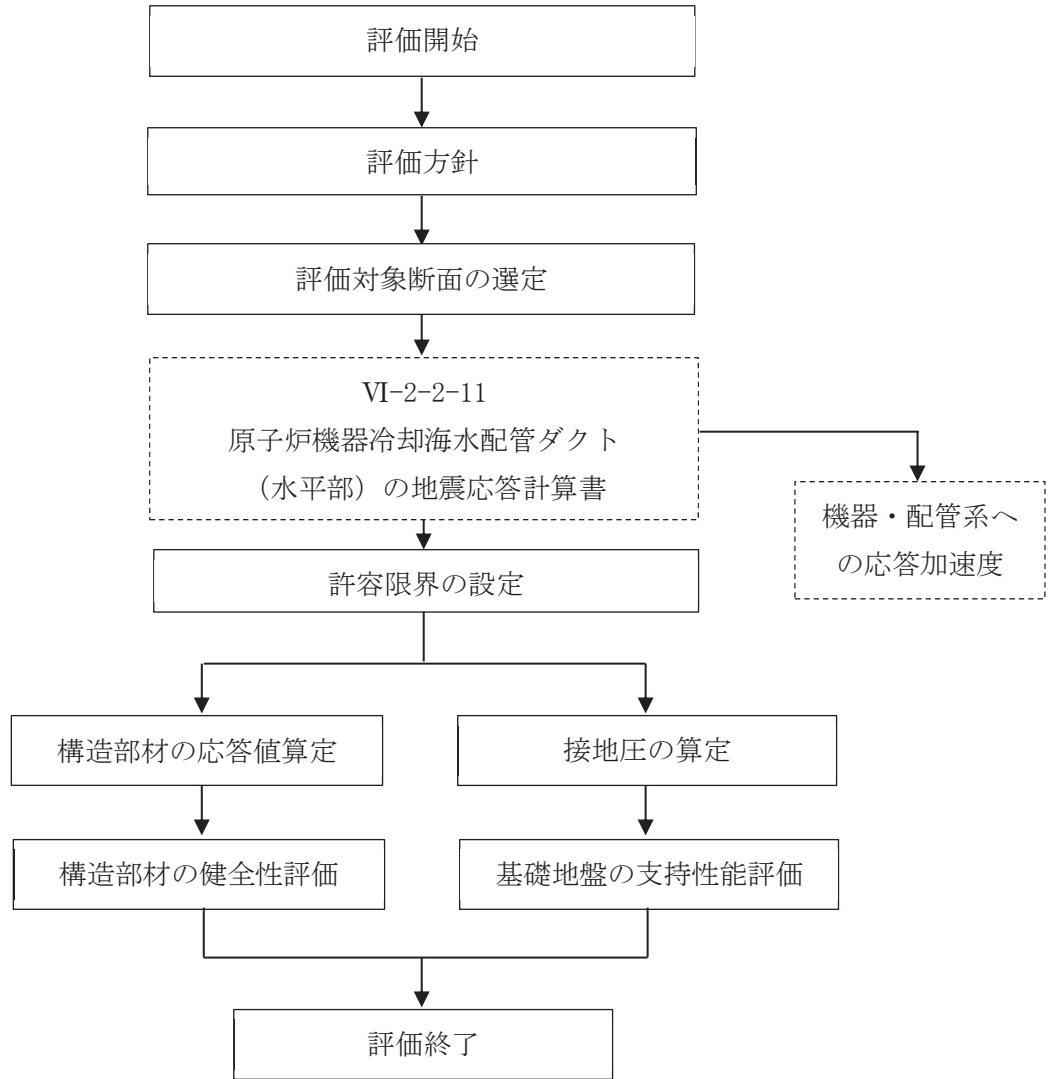 評価開始
評価方針
評価対象断面の選定
Ⅵ-2-2-11
原子炉機器冷却海水配管ダクト
（水平部）の地震応答計算書
機器・配管系へ
の応答加速度
許容限界の設定
構造部材の応答値算定
接地圧の算定
構造部材の健全性評価
基礎地盤の支持性能評価
評価終了